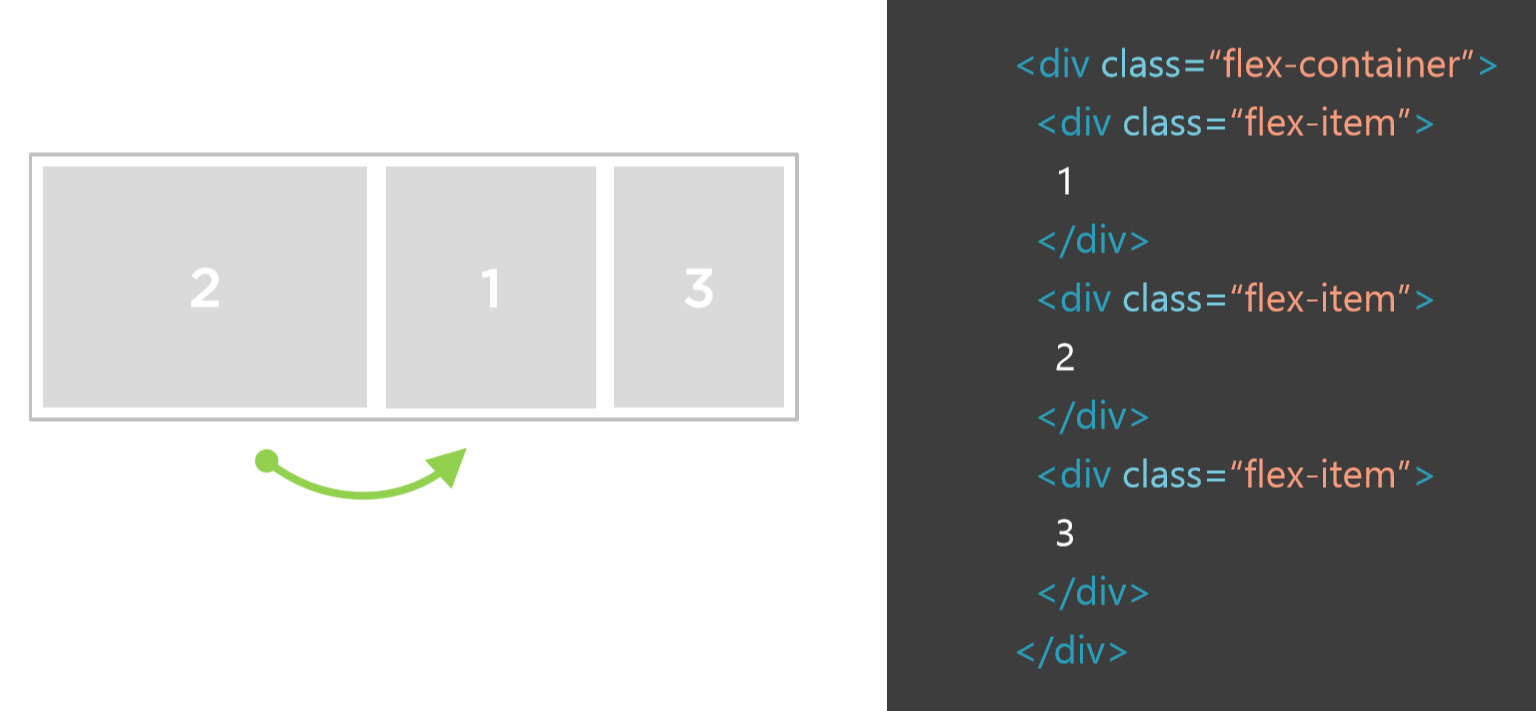 2 1 3
<div class=“flex-container”>
<div class=“flex-item”>
1
</div>
<div class=“flex-item”>
2
</div>
<div class=“flex-item”>
3
</div>
</div>